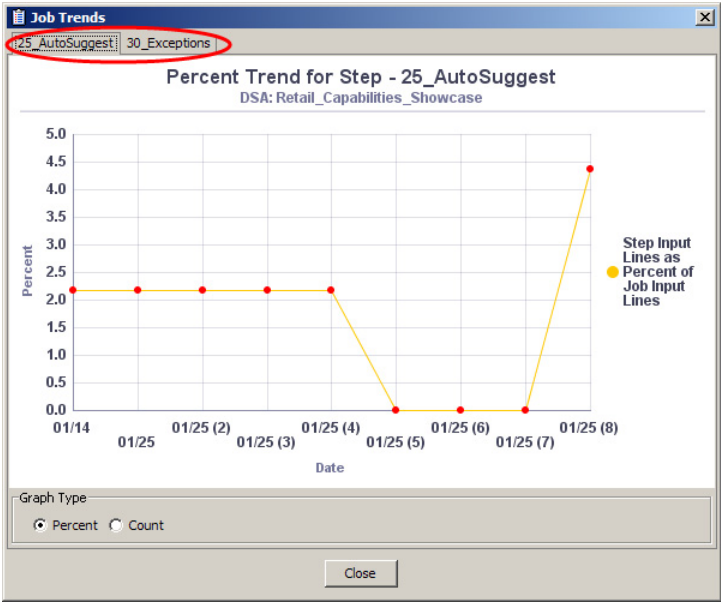 Job Trends
25_AutoSuggest 30_Exceptions
Percent Trend for Step - 25_AutoSuggest
DSA: Retail_Capabilities_Showcase
5.0
4.5
4.0
3.5
3.0
2.5
2.0
1.5
1.0
0.5
0.0
Percent
01/14
01/25
01/25 (2)
01/25 (3)
01/25 (4)
01/25 (5)
01/25 (6)
01/25 (7)
01/25 (8)
Date
Step Input
Lines as
Percent of
Job Input
Lines
Graph Type
Percent Count
Close